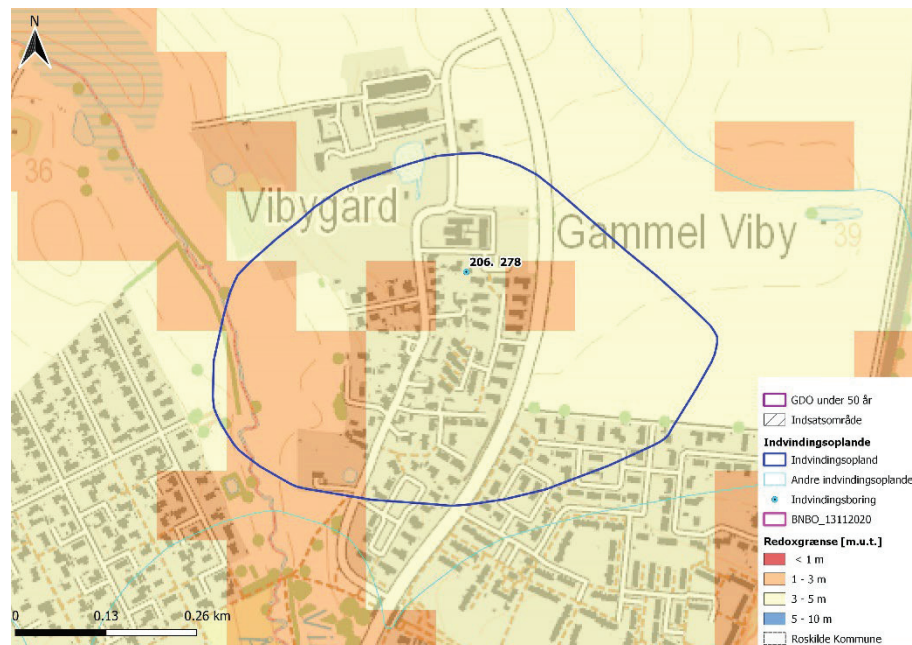 N
36
Vibygård
Gammel Viby
39
206. 278
GDO under 50 år
Indsatsområde
Indvindingsoplande
Indvindingsopland
Andre indvindingsoplande
Indvindingsboring
BNBO_13112020
Redoxgrænse [m.u.t.]
< 1 m
1 - 3 m
3 - 5 m
5 - 10 m
Roskilde Kommune
0 0.13 0.26 km